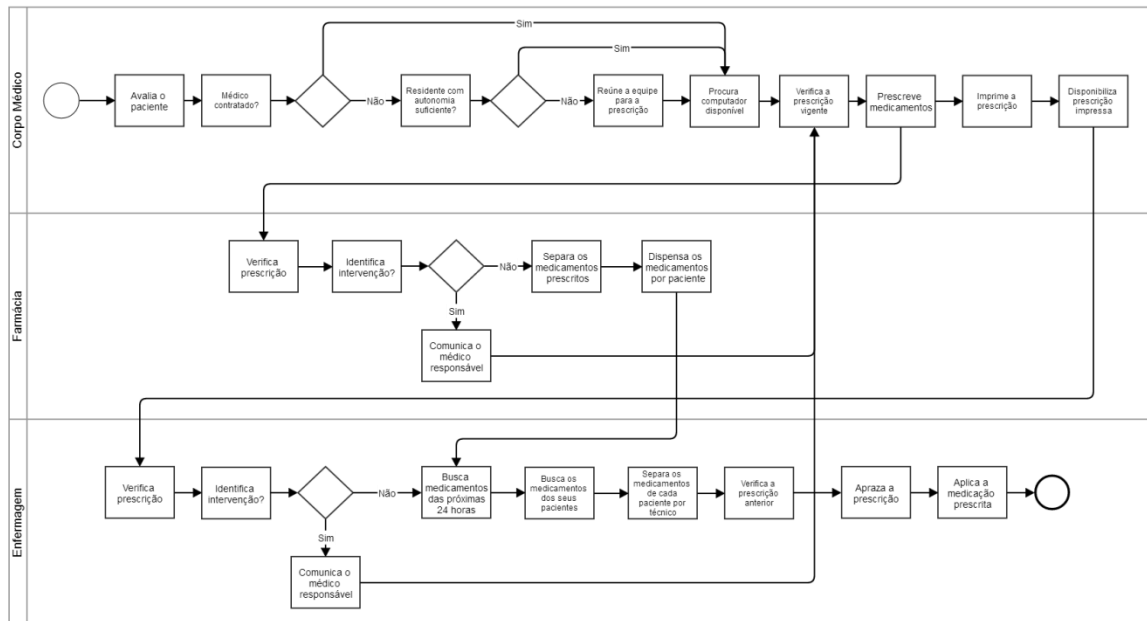 Corpo Médico
Sim
Sim
Avalia o
paciente
Médico
contratado?
Não
Residente com
autonomia
suficiente?
Não
Reúne a equipe
para a
prescrição
Procura
computador
disponível
Verifica a
prescrição
vigente
Prescreve
medicamentos
Imprime a
prescrição
Disponibiliza
prescrição
impressa
Farmácia
Verifica
prescrição
Identifica
intervenção?
Não
Separa os
medicamentos
prescritos
Dispensa os
medicamentos
por paciente
Sim
Comunica o
médico
responsável
Enfermagem
Verifica
prescrição
Identifica
intervenção?
Não
Busca
medicamentos
das próximas
24 horas
Busca os
medicamentos
dos seus
pacientes
Separa os
medicamentos
de cada
paciente por
técnico
Verifica a
prescrição
anterior
Apraza a
prescrição
Aplica a
medicação
prescrita
Sim
Comunica o
médico
responsável